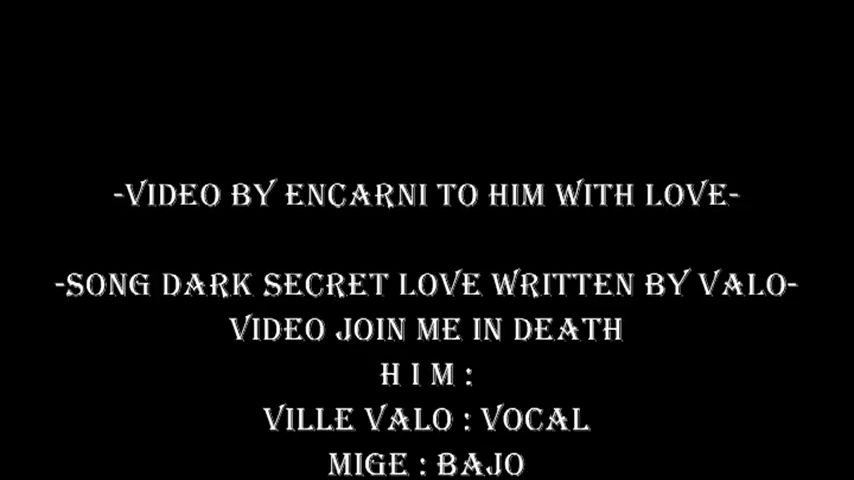 -VIDEO BY ENCARNI TO HIM WITH LOVE-
-SONG DARK SECRET LOVE WRITTEN BY VALO-
VIDEO JOIN ME IN DEATH
H I M :
VILLE VALO : VOCAL
MIGE : BAJO